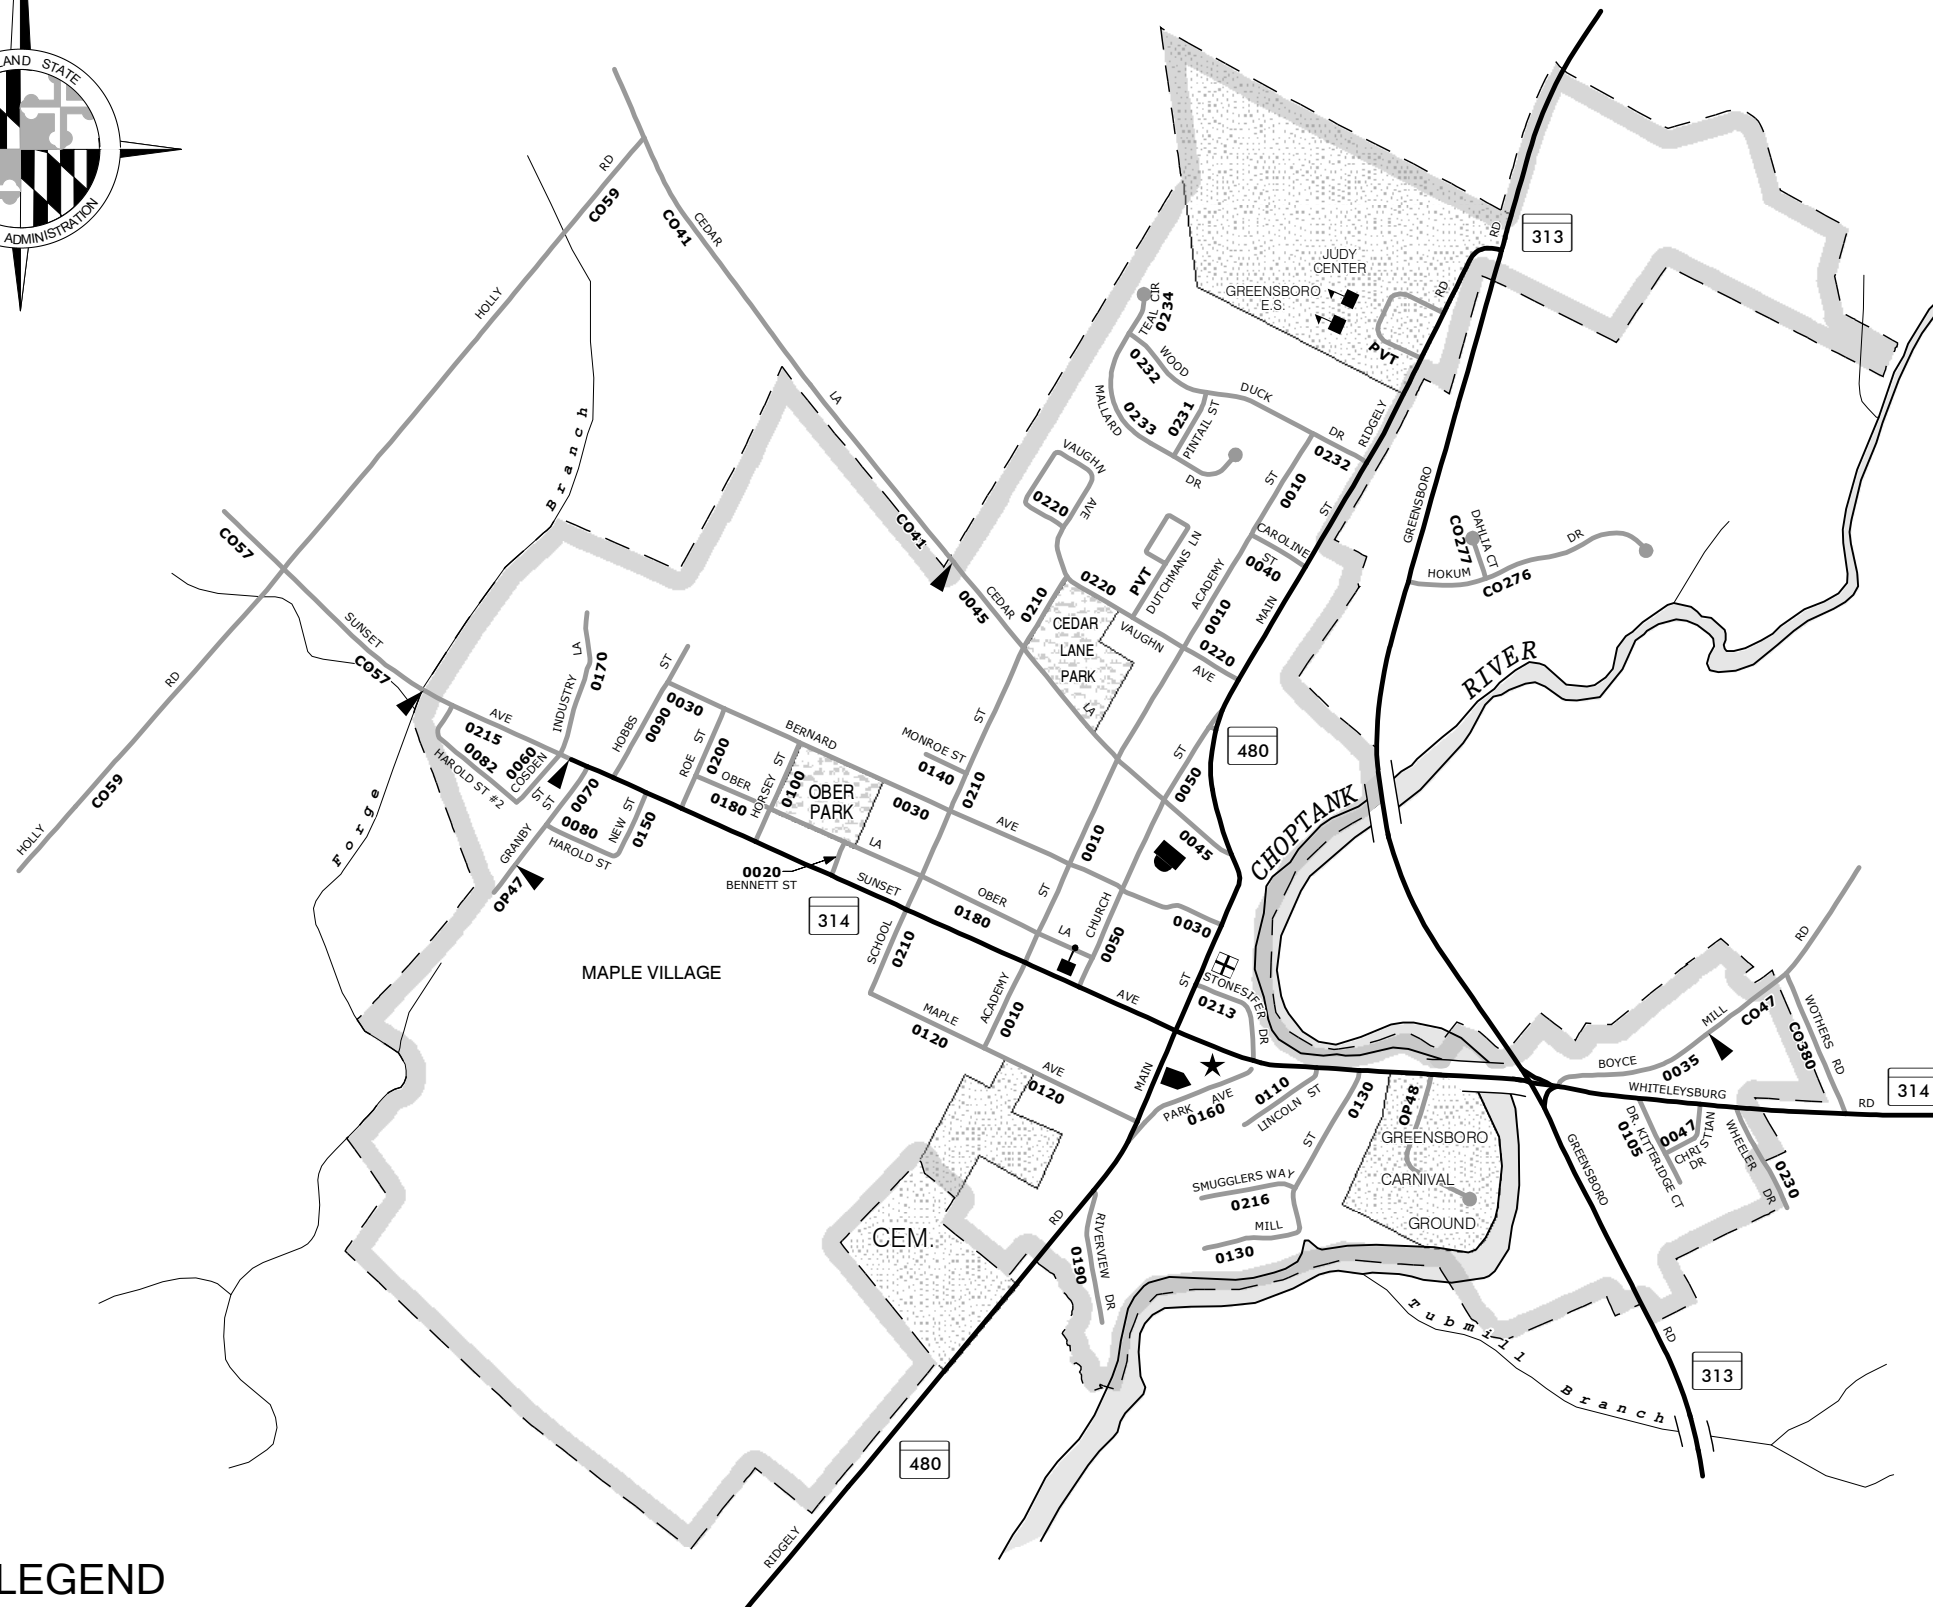 LAND STATE
ADMINISTRATION
HOLLY
RD
CO59
CO41
CEDAR
LA
CO41
0045
CEDAR
LA
0045
Branch
Forge
CO57
SUNSET
CO57
AVE
0215
0082
HAROLD ST #2
0060
COSDEN
ST
INDUSTRY
LA
0170
HOLLY
RD
CO59
HOBBS
ST
0090
0030
BERNARD
0030
AVE
0030
ROE
ST
0200
OBER
0180
HORSEY
ST
0100
OBER
PARK
LA
OBER
0180
LA
GRANBY
ST
0070
0080
HAROLD ST
NEW
ST
0150
OP47
0020
BENNETT ST
314
SUNSET
AVE
MAPLE VILLAGE
MONROE ST
0140
SCHOOL
0210
ST
0210
0210
MAPLE
0120
AVE
0120
ACADEMY
0010
ST
0010
ACADEMY
0010
ST
0010
CHURCH
0050
ST
0050
JUDY
CENTER
GREENSBORO
E.S.
PVT
RD
RD
313
TEAL CIR
0234
WOOD
0232
DUCK
DR
0232
MALLARD
0233
DR
0231
PINTAIL ST
VAUGHN
0220
AVE
0220
VAUGHN
0220
AVE
PVT
DUTCHMANS LN
CEDAR
LANE
PARK
CAROLINE
ST
0040
MAIN
ST
RIDGELY
480
GREENSBORO
CO277
DAHLIA CT
HOKUM
CO276
DR
RIVER
CHOPTANK
ST
STONESIFER DR
0213
MAIN
PARK AVE
0160
0110
LINCOLN ST
0130
ST
SMUGGLERS WAY
0216
MILL
0130
OP48
GREENSBORO
CARNIVAL
GROUND
RIVERVIEW
DR
0190
RD
CEM.
480
RIDGELY
BOYCE
MILL
RD
0035
CO47
WOTHERS
RD
CO380
WHITELEYSBURG
RD
314
DR. KITTERIDGE CT
0105
0047
CHRISTIAN
DR
WHEELER
DR
0230
GREENSBORO
RD
313
Tubmill
Branch
LEGEND